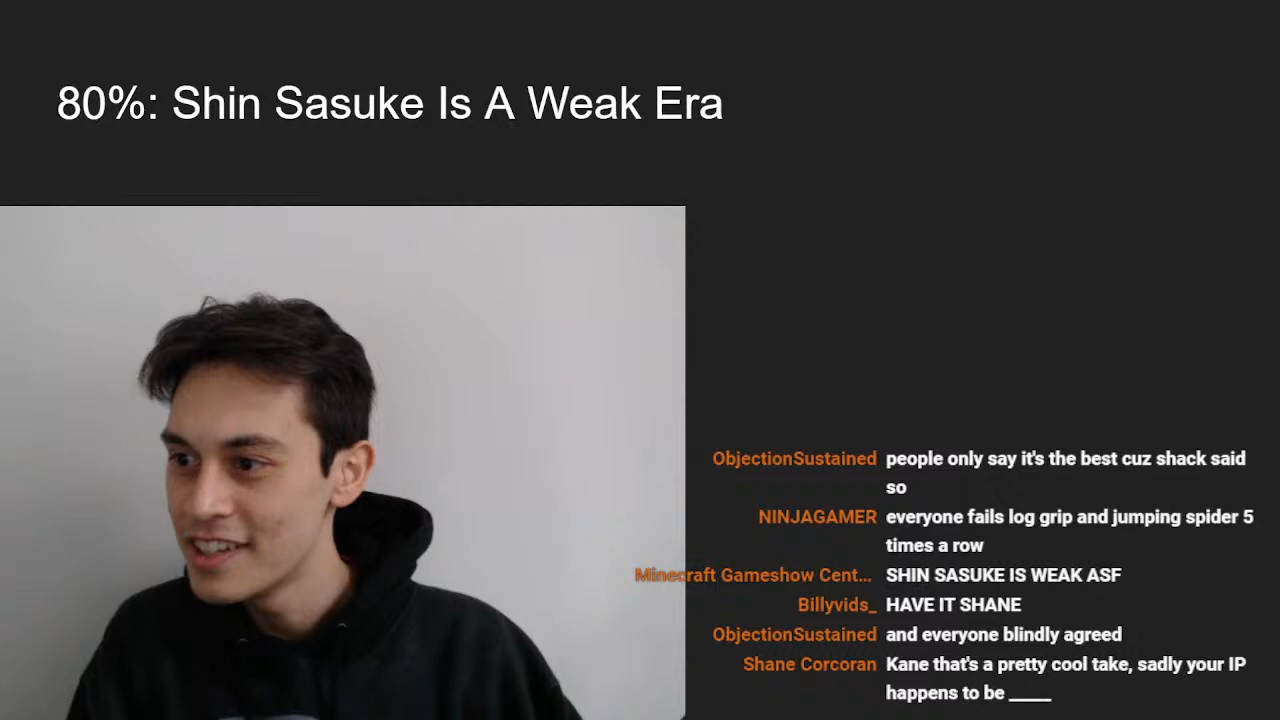 80%: Shin Sasuke Is A Weak Era
ObjectionSustained people only say it's the best cuz shack said
so
NINJAGAMER everyone fails log grip and jumping spider 5
times a row
Minecraft Gameshow Cent... SHIN SASUKE IS WEAK ASF
Billyvids_ HAVE IT SHANE
ObjectionSustained and everyone blindly agreed
Shane Corcoran Kane that's a pretty cool take, sadly your IP
happens to be _____